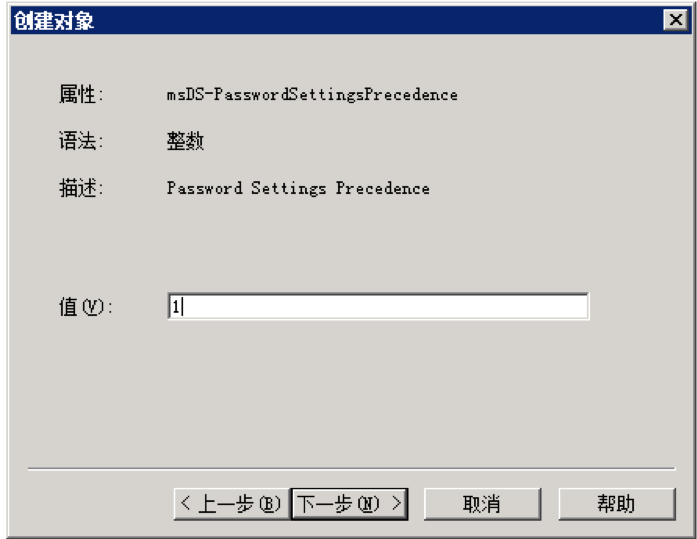 创建对象
属性: msDS-PasswordSettingsPrecedence
语法: 整数
描述: Password Settings Precedence
值(V): 1
< 上一步(B) 下一步(N) > 取消 帮助